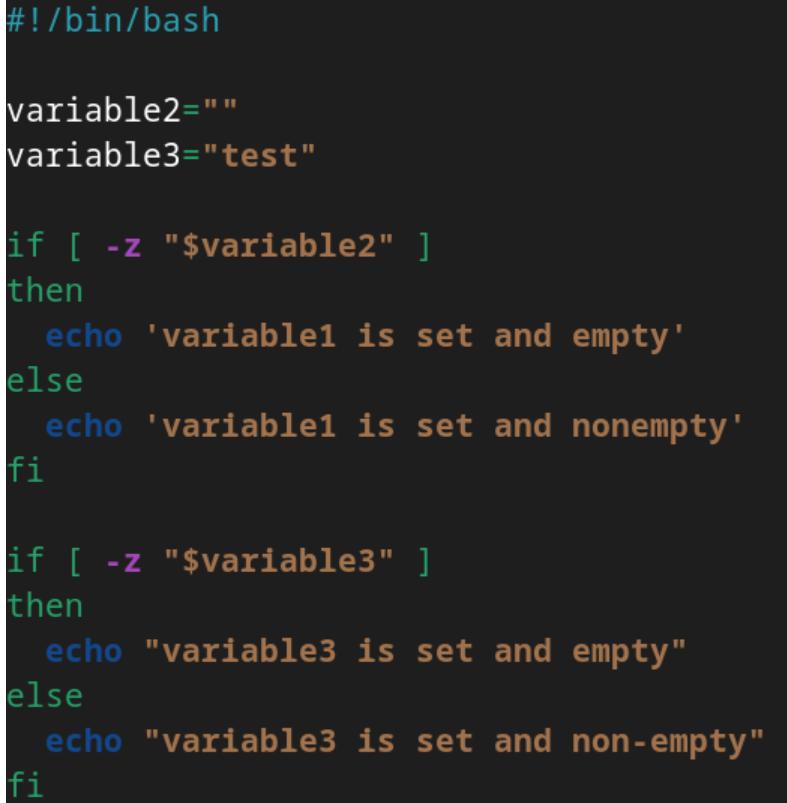 #!/bin/bash

variable2=""
variable3="test"

if [ -z "$variable2" ]
then
  echo 'variable1 is set and empty'
else
  echo 'variable1 is set and nonempty'
fi

if [ -z "$variable3" ]
then
  echo "variable3 is set and empty"
else
  echo "variable3 is set and non-empty"
fi